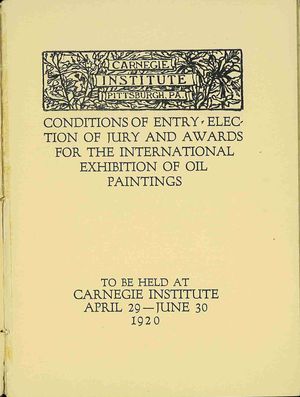 CARNEGIE
INSTITUTE
PITTSBURGH, PA.
CONDITIONS OF ENTRY · ELEC-
TION OF JURY AND AWARDS
FOR THE INTERNATIONAL
EXHIBITION OF OIL
PAINTINGS
TO BE HELD AT
CARNEGIE INSTITUTE
APRIL 29—JUNE 30
1920